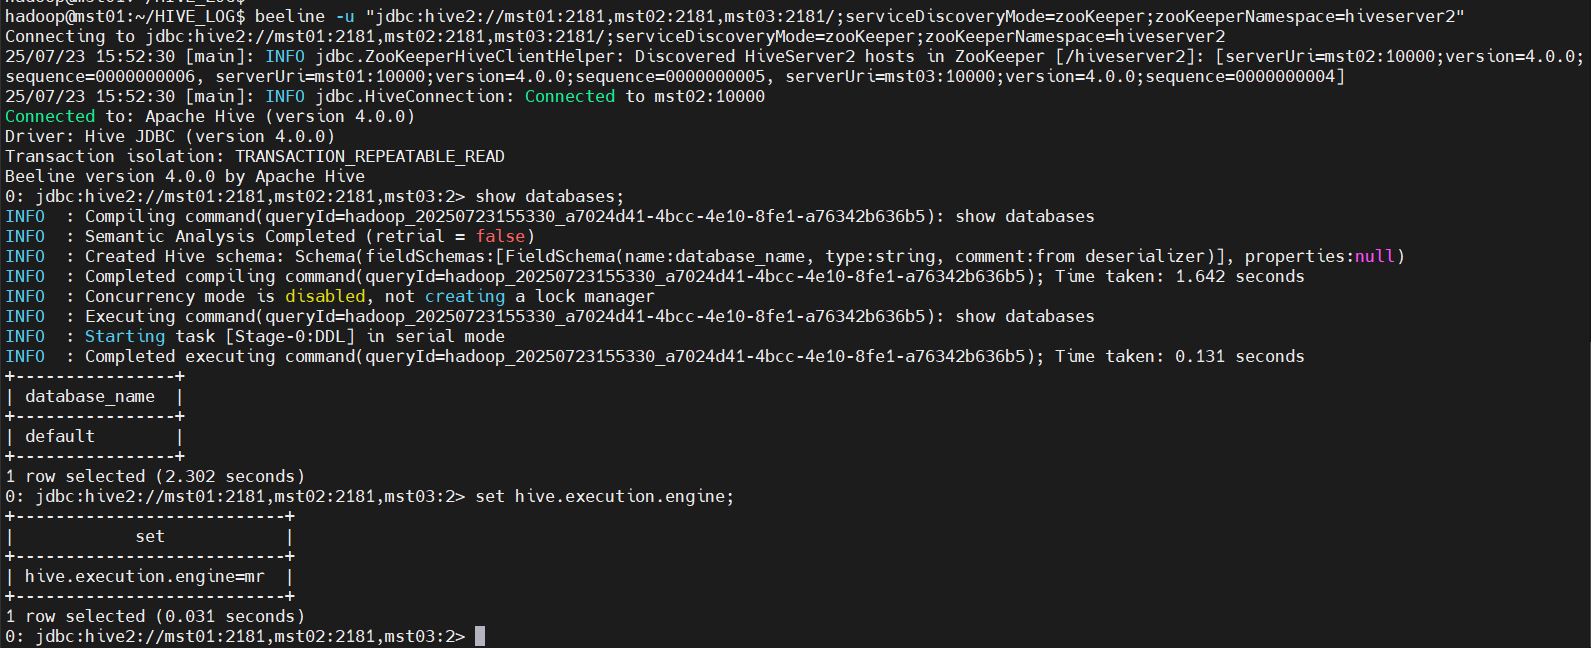 hadoop@mst01:~/HIVE_LOG$
hadoop@mst01:~/HIVE_LOG$ beeline -u "jdbc:hive2://mst01:2181,mst02:2181,mst03:2181/;serviceDiscoveryMode=zooKeeper;zooKeeperNamespace=hiveserver2"
Connecting to jdbc:hive2://mst01:2181,mst02:2181,mst03:2181/;serviceDiscoveryMode=zooKeeper;zooKeeperNamespace=hiveserver2
25/07/23 15:52:30 [main]: INFO jdbc.ZooKeeperHiveClientHelper: Discovered HiveServer2 hosts in ZooKeeper [/hiveserver2]: [serverUri=mst02:10000;version=4.0.0;
sequence=0000000006, serverUri=mst01:10000;version=4.0.0;sequence=0000000005, serverUri=mst03:10000;version=4.0.0;sequence=0000000004]
25/07/23 15:52:30 [main]: INFO jdbc.HiveConnection: Connected to mst02:10000
Connected to: Apache Hive (version 4.0.0)
Driver: Hive JDBC (version 4.0.0)
Transaction isolation: TRANSACTION_REPEATABLE_READ
Beeline version 4.0.0 by Apache Hive
0: jdbc:hive2://mst01:2181,mst02:2181,mst03:2> show databases;
INFO  : Compiling command(queryId=hadoop_20250723155330_a7024d41-4bcc-4e10-8fe1-a76342b636b5): show databases
INFO  : Semantic Analysis Completed (retrial = false)
INFO  : Created Hive schema: Schema(fieldSchemas:[FieldSchema(name:database_name, type:string, comment:from deserializer)], properties:null)
INFO  : Completed compiling command(queryId=hadoop_20250723155330_a7024d41-4bcc-4e10-8fe1-a76342b636b5); Time taken: 1.642 seconds
INFO  : Concurrency mode is disabled, not creating a lock manager
INFO  : Executing command(queryId=hadoop_20250723155330_a7024d41-4bcc-4e10-8fe1-a76342b636b5): show databases
INFO  : Starting task [Stage-0:DDL] in serial mode
INFO  : Completed executing command(queryId=hadoop_20250723155330_a7024d41-4bcc-4e10-8fe1-a76342b636b5); Time taken: 0.131 seconds
+----------------+
| database_name  |
+----------------+
| default        |
+----------------+
1 row selected (2.302 seconds)
0: jdbc:hive2://mst01:2181,mst02:2181,mst03:2> set hive.execution.engine;
+---------------------------+
|            set            |
+---------------------------+
| hive.execution.engine=mr  |
+---------------------------+
1 row selected (0.031 seconds)
0: jdbc:hive2://mst01:2181,mst02:2181,mst03:2>